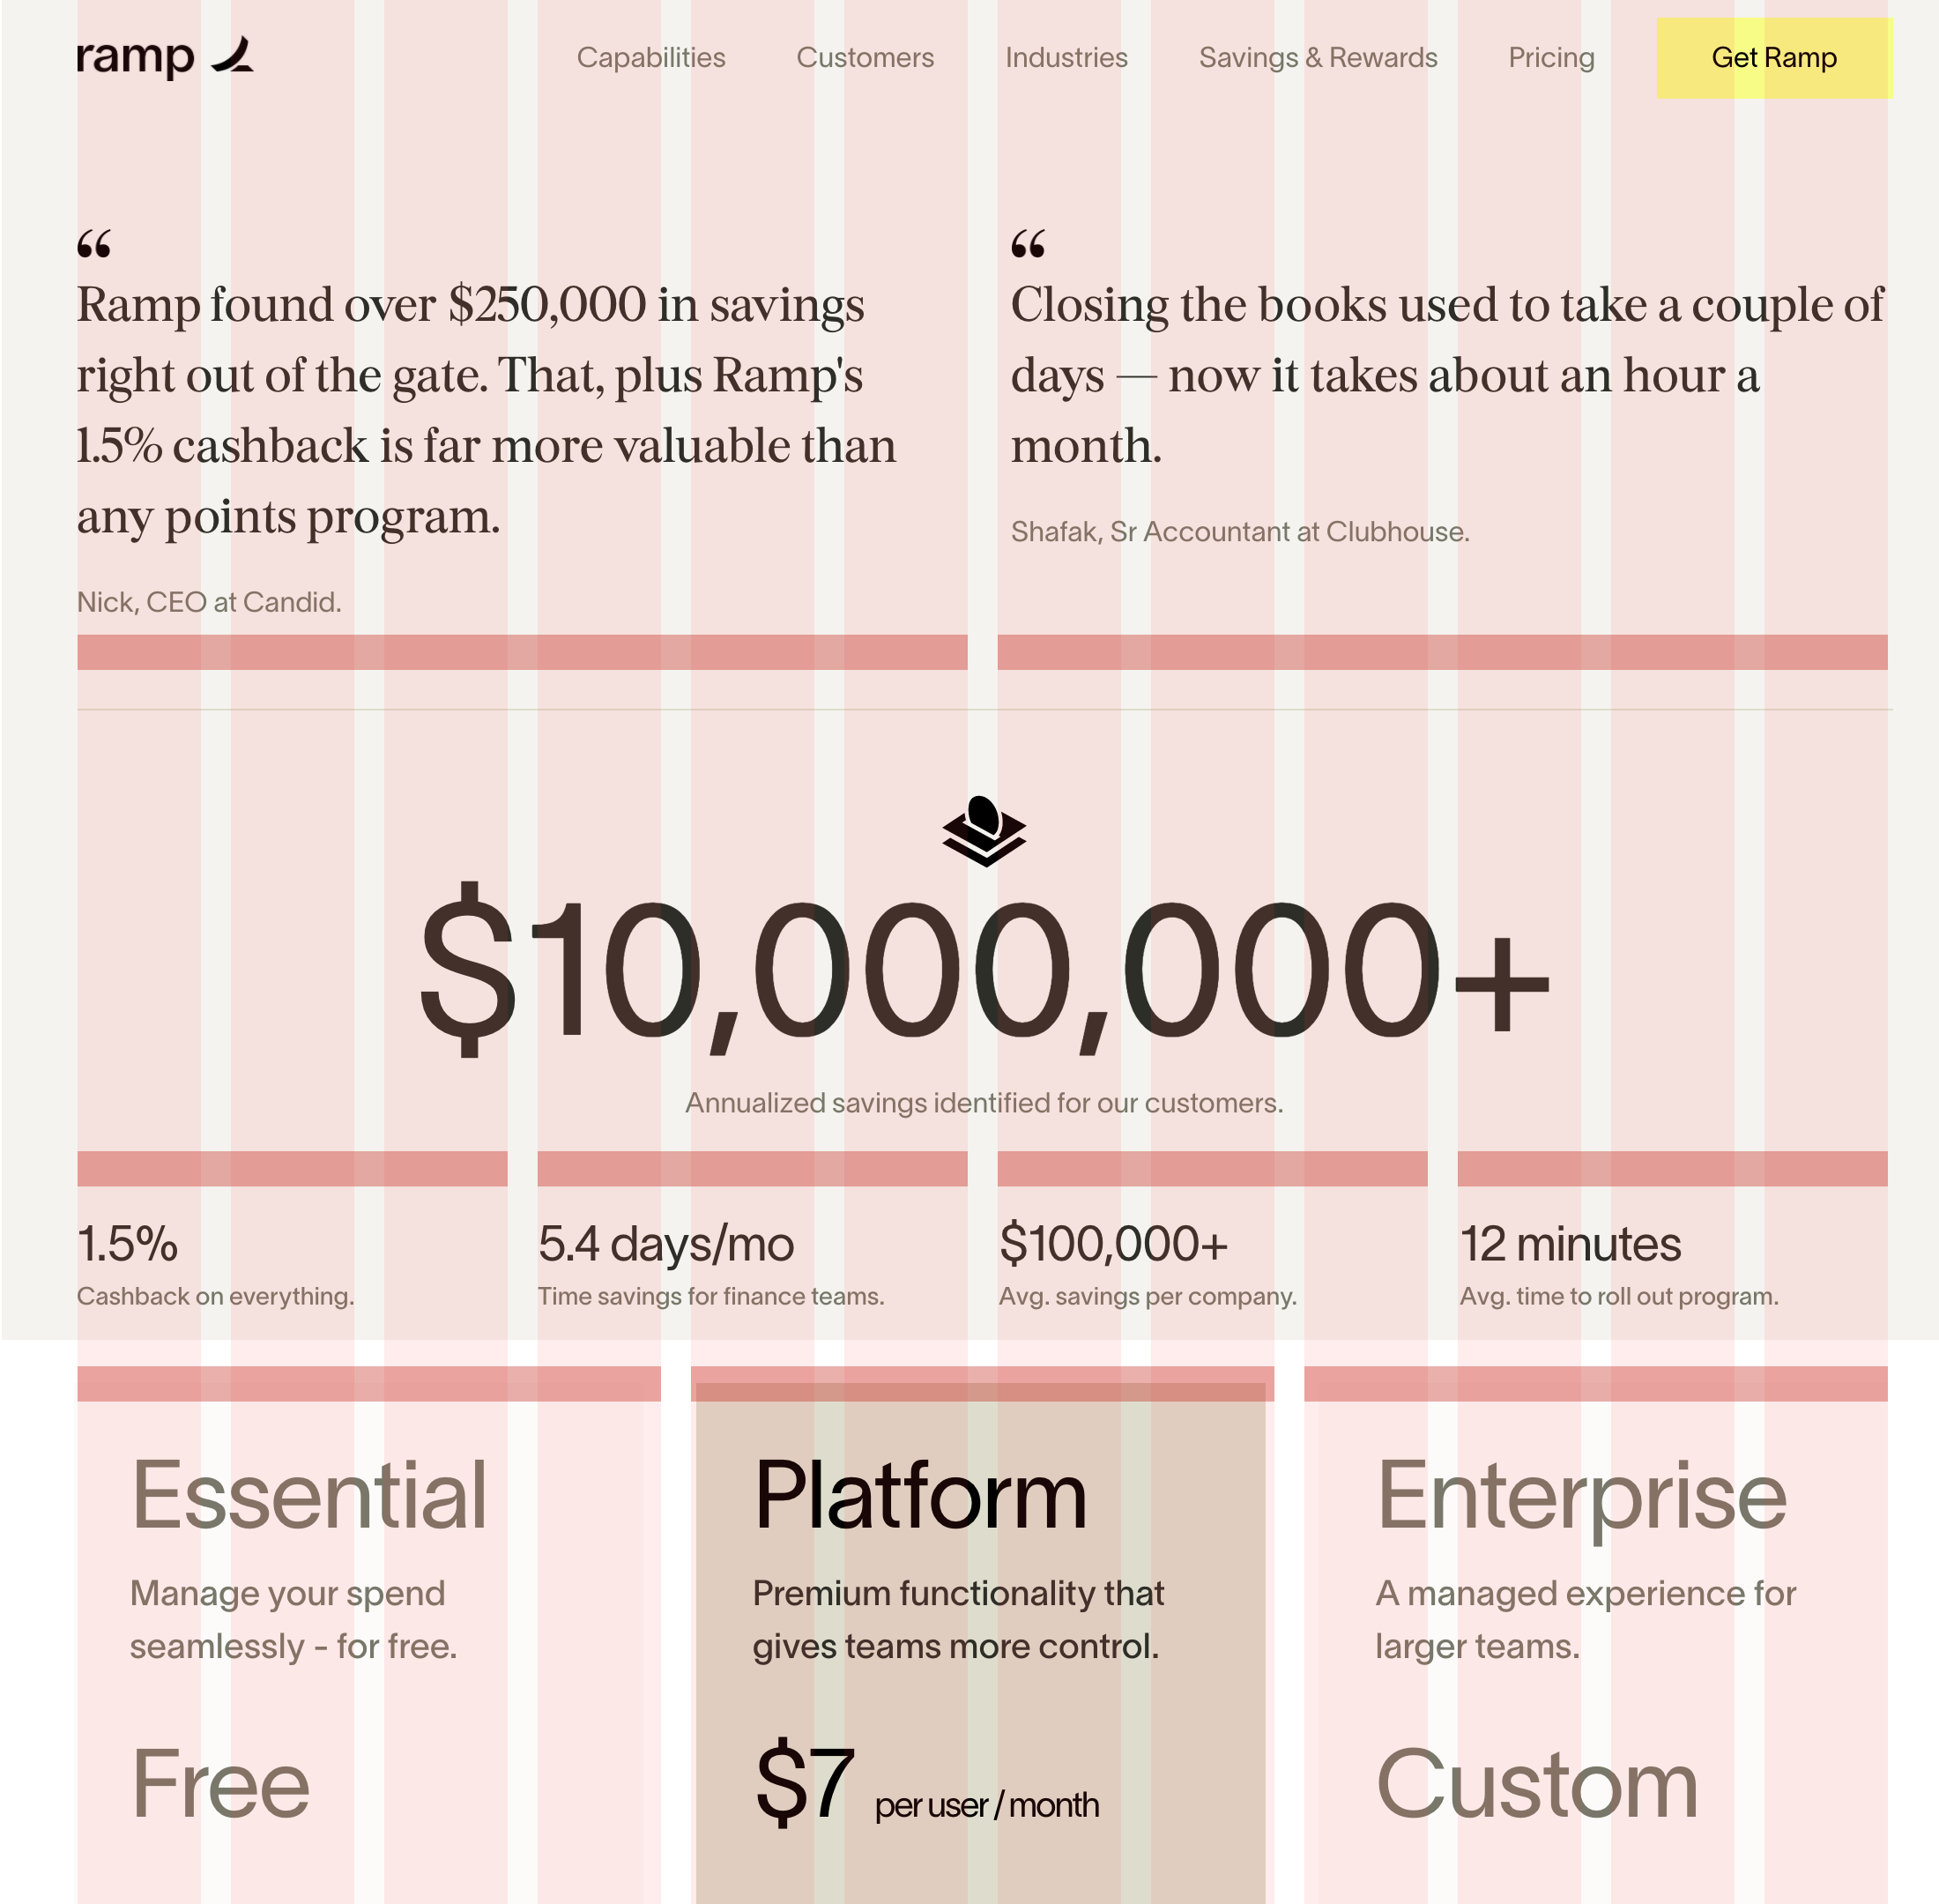 ramp
Capabilities
Customers
Industries
Savings & Rewards
Pricing
Get Ramp
“
Ramp found over $250,000 in savings
right out of the gate. That, plus Ramp's
1.5% cashback is far more valuable than
any points program.
Nick, CEO at Candid.
“
Closing the books used to take a couple of
days — now it takes about an hour a
month.
Shafak, Sr Accountant at Clubhouse.
$10,000,000+
Annualized savings identified for our customers.
1.5%
Cashback on everything.
5.4 days/mo
Time savings for finance teams.
$100,000+
Avg. savings per company.
12 minutes
Avg. time to roll out program.
Essential
Manage your spend
seamlessly - for free.
Free
Platform
Premium functionality that
gives teams more control.
$7 per user / month
Enterprise
A managed experience for
larger teams.
Custom